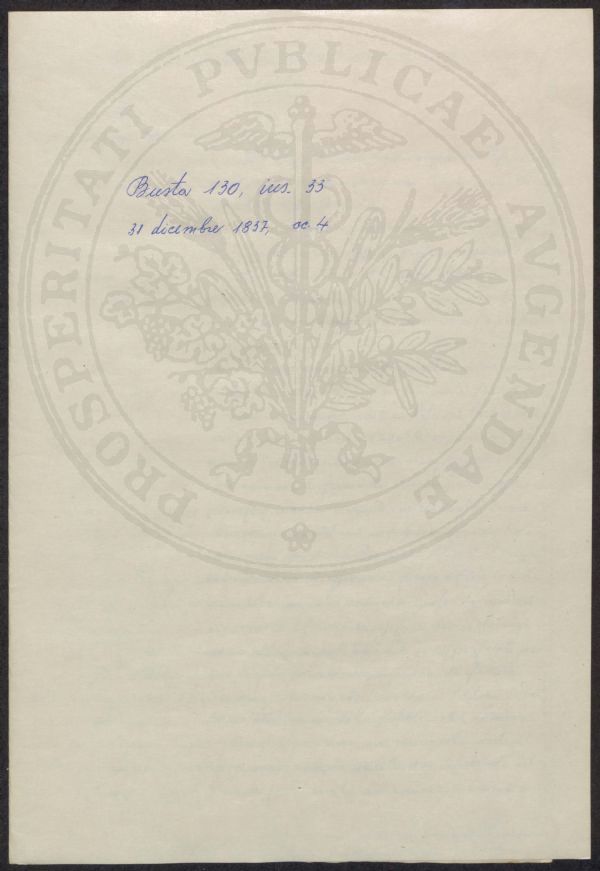 PROSPERITATI PVBLICAE AVGENDAE
Busta 130, ins. 33
31 dicembre 1837, cc. 4